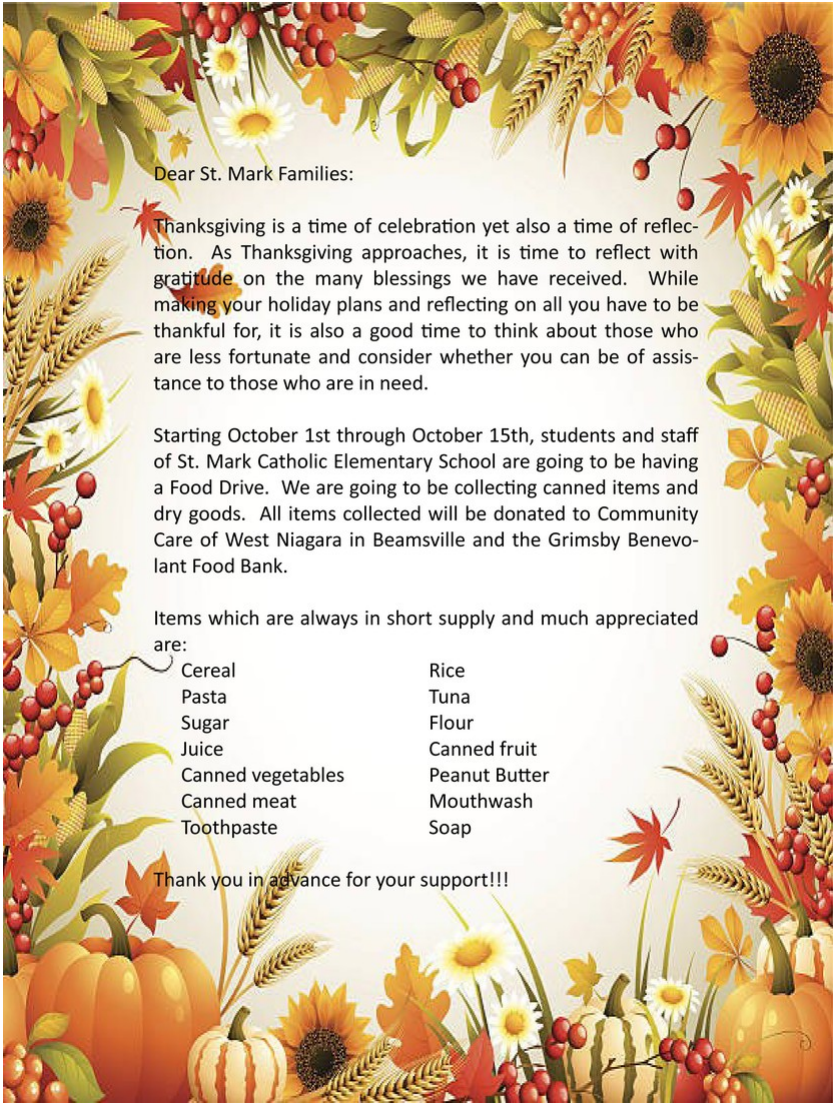 Dear St. Mark Families:
Thanksgiving is a time of celebration yet also a time of reflec-
tion.  As Thanksgiving approaches, it is time to reflect with
gratitude on the many blessings we have received.  While
making your holiday plans and reflecting on all you have to be
thankful for, it is also a good time to think about those who
are less fortunate and consider whether you can be of assis-
tance to those who are in need.
Starting October 1st through October 15th, students and staff
of St. Mark Catholic Elementary School are going to be having
a Food Drive.  We are going to be collecting canned items and
dry goods.  All items collected will be donated to Community
Care of West Niagara in Beamsville and the Grimsby Benevo-
lant Food Bank.
Items which are always in short supply and much appreciated
are:
Cereal Rice
Pasta Tuna
Sugar Flour
Juice Canned fruit
Canned vegetables Peanut Butter
Canned meat Mouthwash
Toothpaste Soap
Thank you in advance for your support!!!